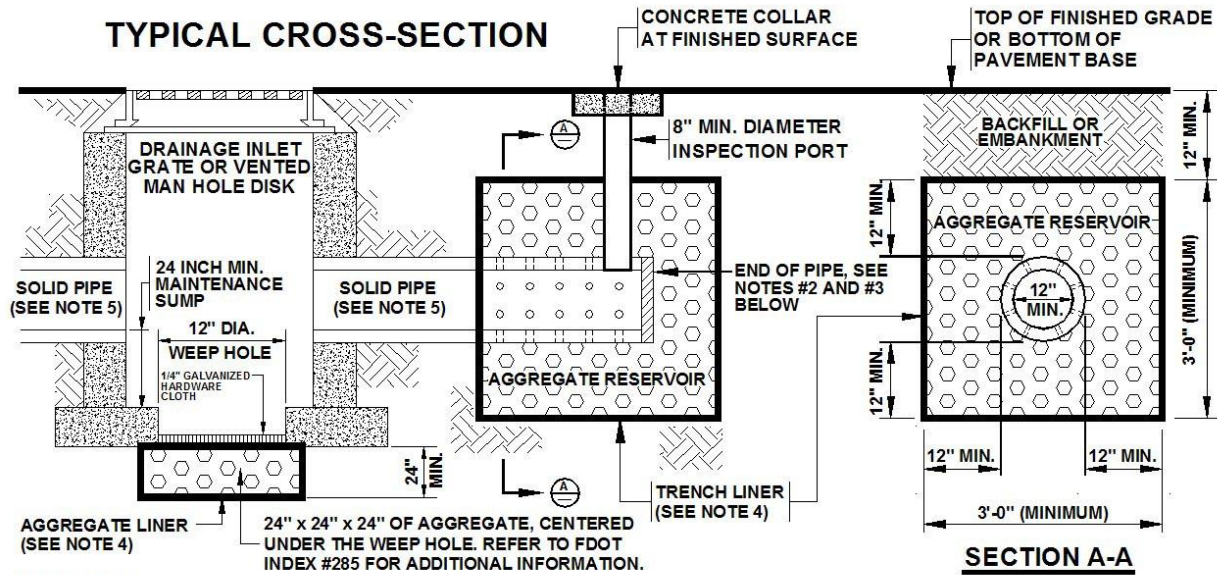 TYPICAL CROSS-SECTION
CONCRETE COLLAR
AT FINISHED SURFACE
TOP OF FINISHED GRADE
OR BOTTOM OF
PAVEMENT BASE
DRAINAGE INLET
GRATE OR VENTED
MAN HOLE DISK
A
8" MIN. DIAMETER
INSPECTION PORT
BACKFILL OR
EMBANKMENT
12" MIN.
SOLID PIPE
(SEE NOTE 5)
24 INCH MIN.
MAINTENANCE
SUMP
12" DIA.
WEEP HOLE
1/4" GALVANIZED
HARDWARE
CLOTH
SOLID PIPE
(SEE NOTE 5)
AGGREGATE RESERVOIR
END OF PIPE, SEE
NOTES #2 AND #3
BELOW
12" MIN.
AGGREGATE RESERVOIR
12"
MIN.
12" MIN.
3'-0" (MINIMUM)
24"
MIN.
A
12" MIN.
12" MIN.
3'-0" (MINIMUM)
AGGREGATE LINER
(SEE NOTE 4)
24" x 24" x 24" OF AGGREGATE, CENTERED
UNDER THE WEEP HOLE. REFER TO FDOT
INDEX #285 FOR ADDITIONAL INFORMATION.
TRENCH LINER
(SEE NOTE 4)
SECTION A-A